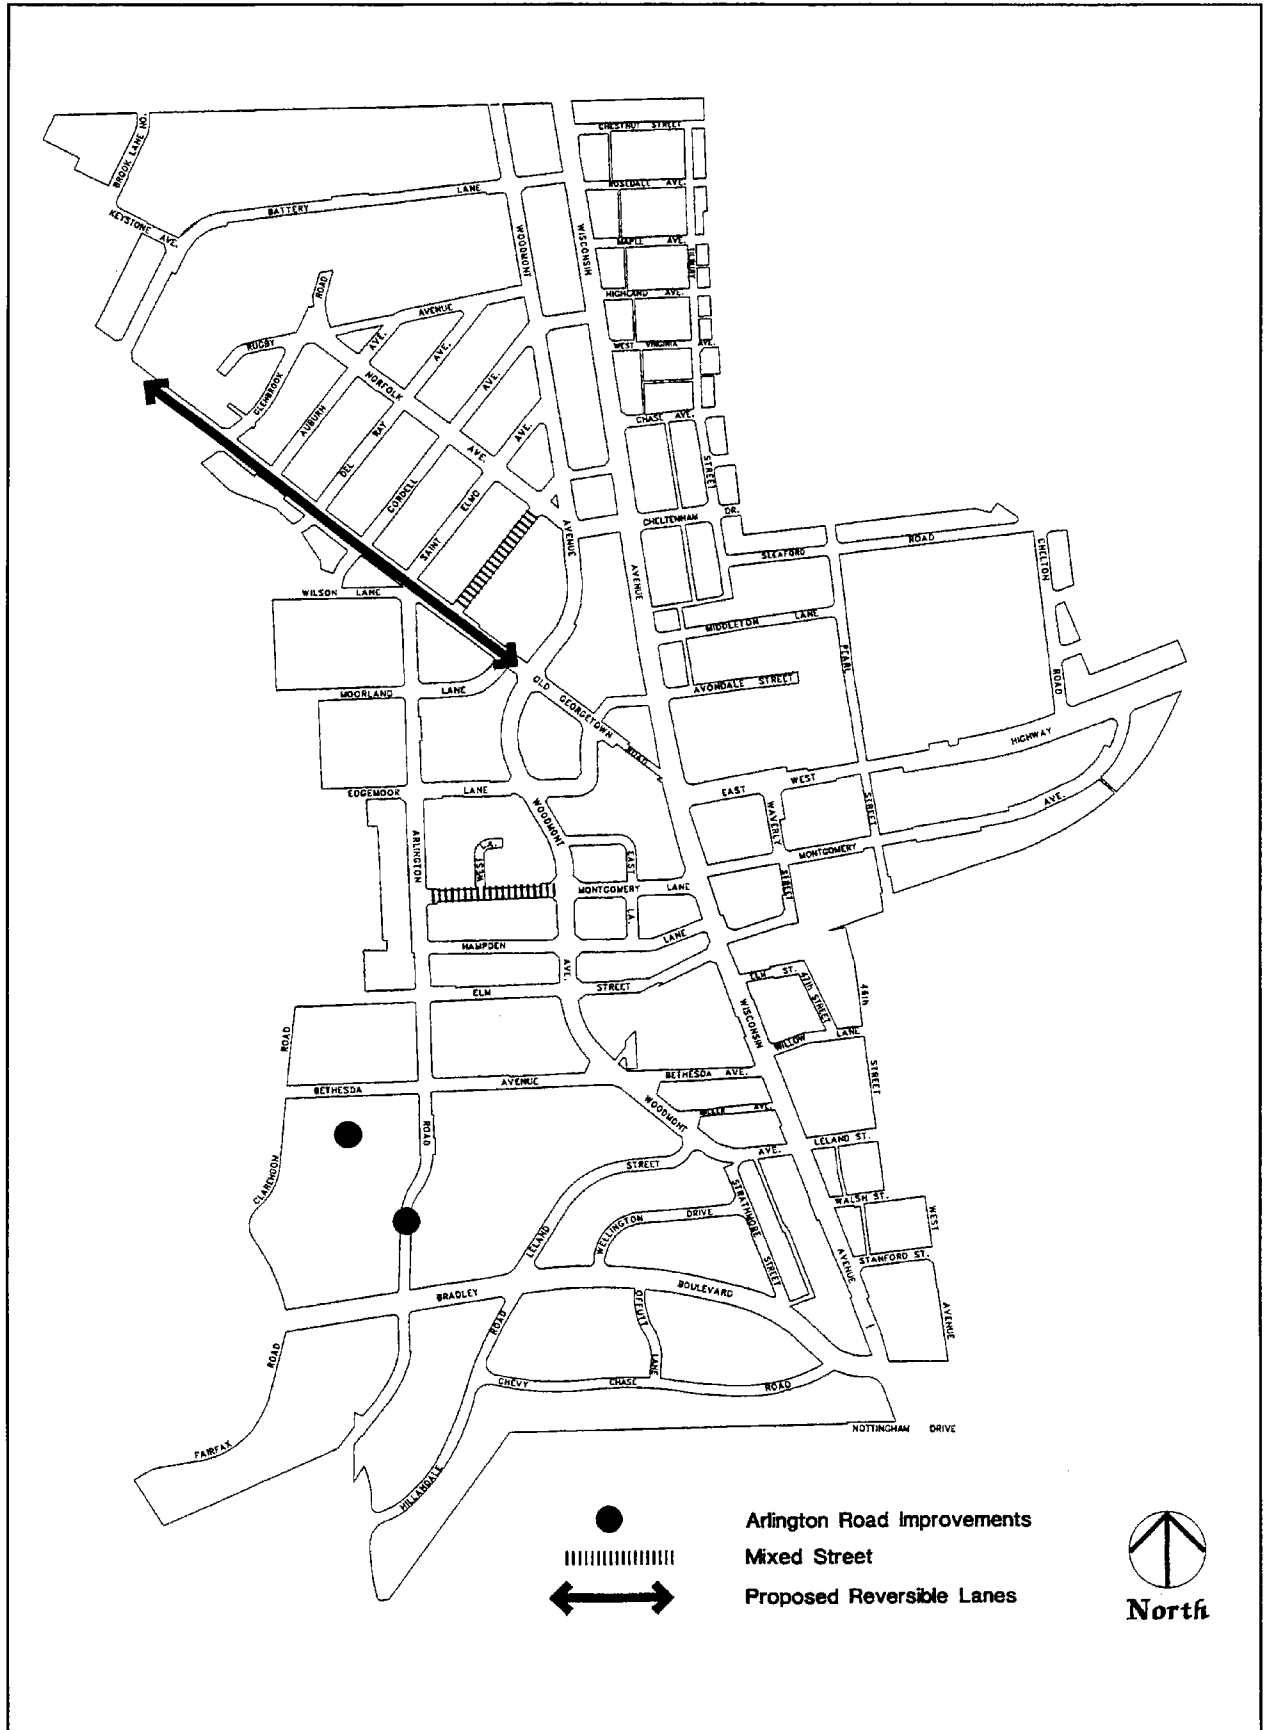 CHESTNUT STREET
BROOK LANE NO.
ROSEDALE AVE.
BATTERY LANE
KEYSTONE AVE.
WOODMONT
WISCONSIN
MAPLE AVE.
HIGHLAND AVE.
ROAD
RUGBY AVENUE
AVE.
AVE.
WEST VIRGINIA AVE.
GLENBROOK
NORFOLK
AVE.
AUBURN
DEL RAY
CHASE AVE.
AVE.
AVE.
CORDELL
SAINT ELMO
STREET
CHELTENHAM DR.
AVENUE
AVENUE
SLEAFORD ROAD
CHELTON
WILSON LANE
MIDDLETON LANE
PEARL
MOORLAND LANE
OLD GEORGETOWN ROAD
AVONDALE STREET
ROAD
EDGEMOOR LANE
EAST WEST HIGHWAY
WOODMONT
WAVERLY
STREET
AVE.
ARLINGTON
WEST
EAST
MONTGOMERY
MONTGOMERY LANE
STREET
LA.
HAMPDEN LANE
AVE.
ELM STREET
ELM ST.
47th STREET
46th
WISCONSIN
ROAD
WILLOW LANE
BETHESDA AVENUE
BETHESDA AVE.
STREET
WOODMONT
AVE.
ROAD
LELAND ST.
AVE.
CLARENDON
STREET
STRATHMORE
WALSH ST.
WEST
WELLINGTON DRIVE
LELAND
STREET
AVENUE
STANFORD ST.
BRADLEY BOULEVARD
OFFUTT
AVENUE
ROAD
ROAD
LANE
CHEVY CHASE ROAD
FAIRFAX
NOTTINGHAM DRIVE
HILLANDALE
Arlington Road Improvements
Mixed Street
Proposed Reversible Lanes
North